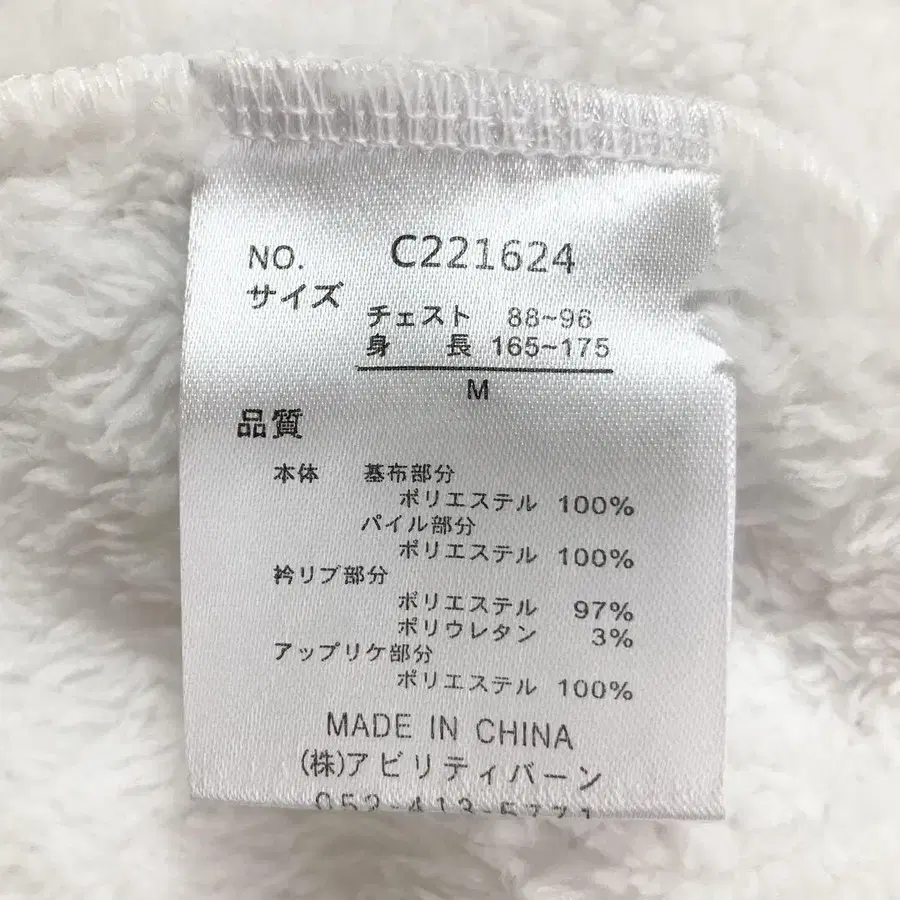 NO. C221624
サイズ
チェスト 88~96
身長 165~175
M
品質
本体 基布部分
ポリエステル 100%
パイル部分
ポリエステル 100%
衿リブ部分
ポリエステル 97%
ポリウレタン 3%
アップリケ部分
ポリエステル 100%
MADE IN CHINA
(株)アビリティバーン
052-413-5771